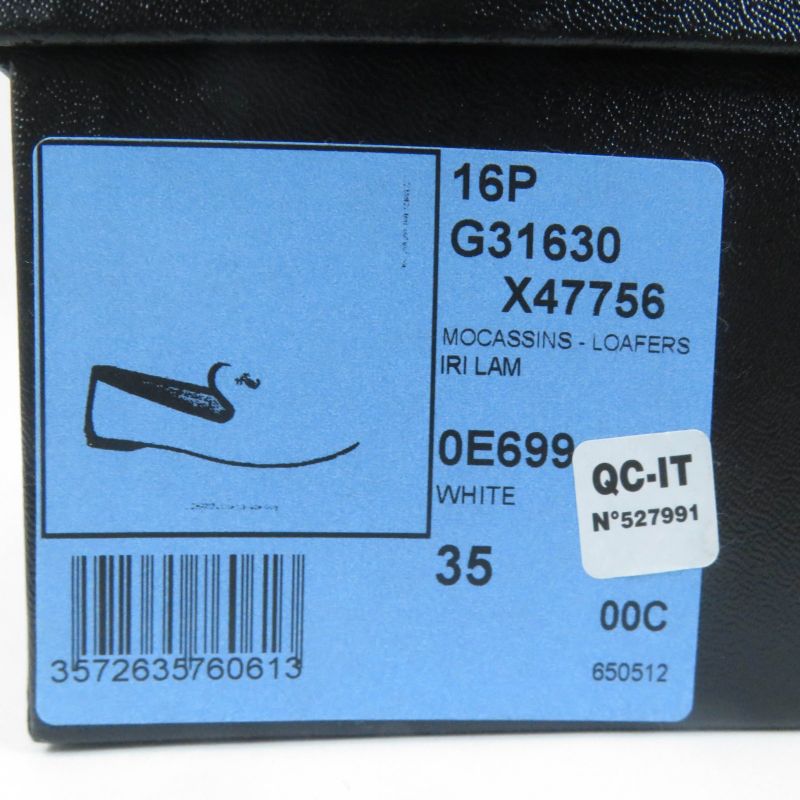 16P
G31630
X47756
MOCASSINS - LOAFERS
IRI LAM
0E699
WHITE
QC-IT
N°527991
35
00C
650512
3572635760613